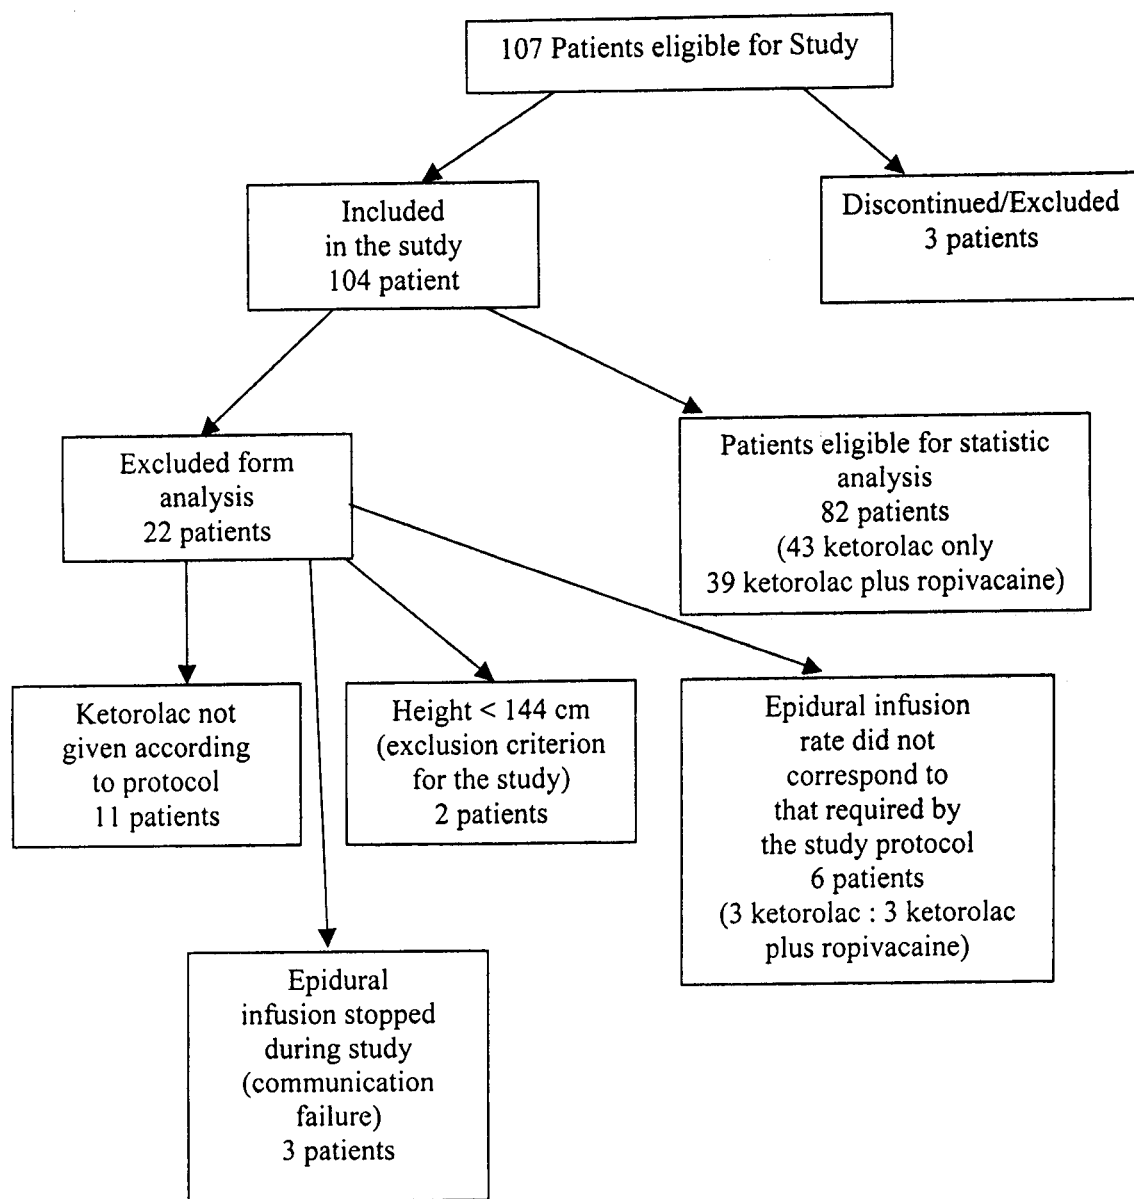 107 Patients eligible for Study
Included
in the sutdy
104 patient
Discontinued/Excluded
3 patients
Excluded form
analysis
22 patients
Patients eligible for statistic
analysis
82 patients
(43 ketorolac only
39 ketorolac plus ropivacaine)
Ketorolac not
given according
to protocol
11 patients
Height < 144 cm
(exclusion criterion
for the study)
2 patients
Epidural infusion
rate did not
correspond to
that required by
the study protocol
6 patients
(3 ketorolac : 3 ketorolac
plus ropivacaine)
Epidural
infusion stopped
during study
(communication
failure)
3 patients